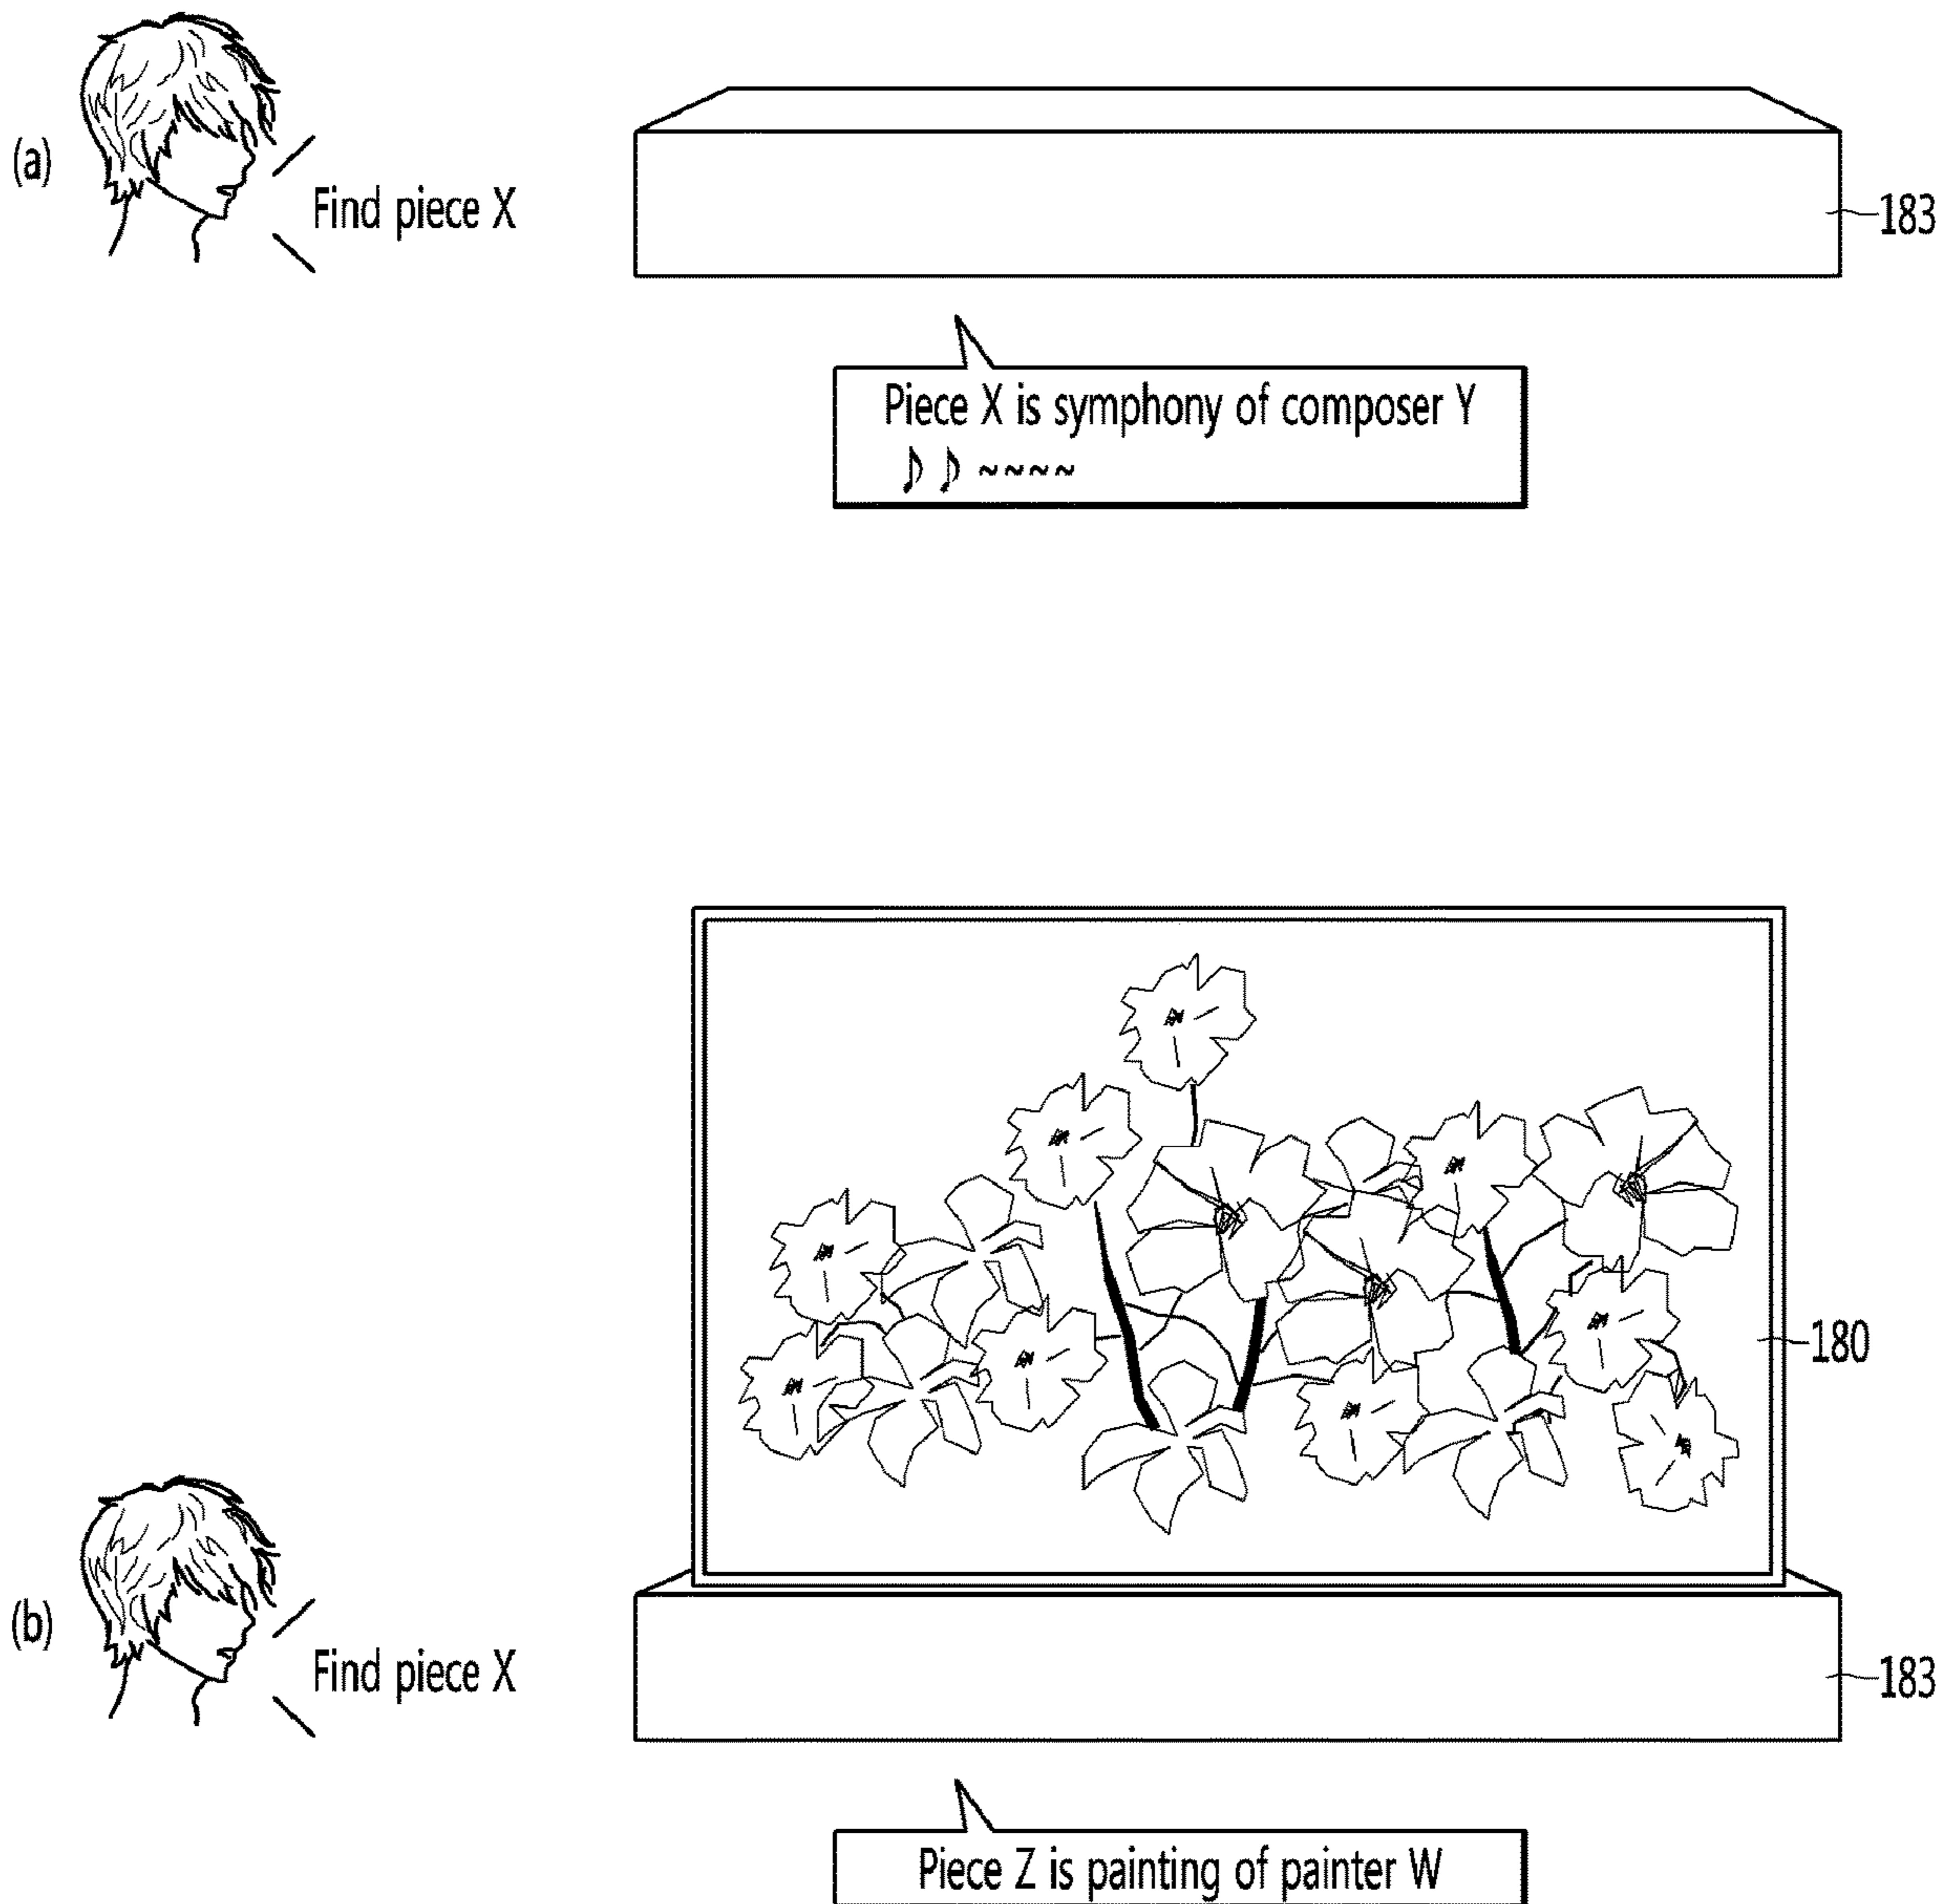 (a)
Find piece X
183
Piece X is symphony of composer Y
♪ ♪ ~~~~
180
(b)
Find piece X
183
Piece Z is painting of painter W